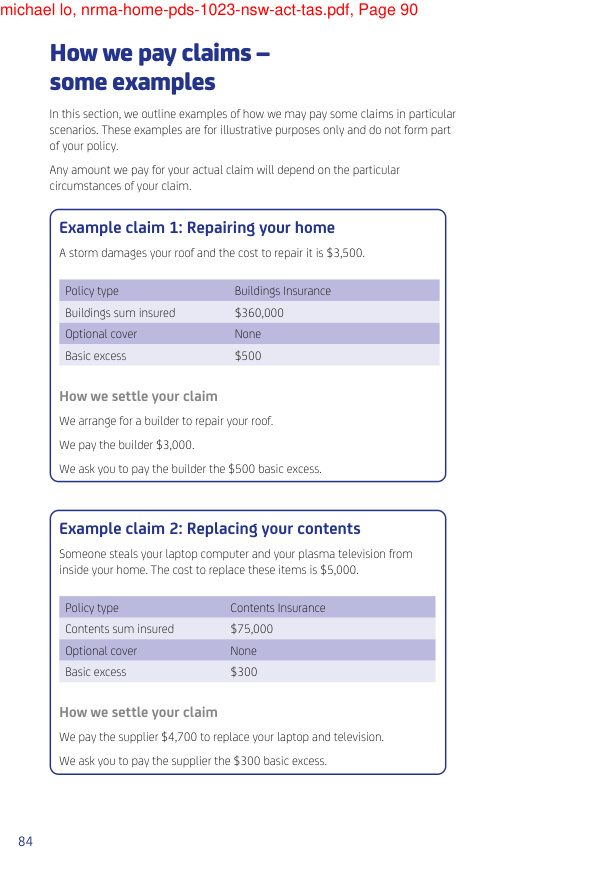 michael lo, nrma-home-pds-1023-nsw-act-tas.pdf, Page 90
How we pay claims –
some examples
In this section, we outline examples of how we may pay some claims in particular
scenarios. These examples are for illustrative purposes only and do not form part
of your policy.
Any amount we pay for your actual claim will depend on the particular
circumstances of your claim.
Example claim 1: Repairing your home
A storm damages your roof and the cost to repair it is $3,500.
Policy type Buildings Insurance
Buildings sum insured $360,000
Optional cover None
Basic excess $500
How we settle your claim
We arrange for a builder to repair your roof.
We pay the builder $3,000.
We ask you to pay the builder the $500 basic excess.
Example claim 2: Replacing your contents
Someone steals your laptop computer and your plasma television from
inside your home. The cost to replace these items is $5,000.
Policy type Contents Insurance
Contents sum insured $75,000
Optional cover None
Basic excess $300
How we settle your claim
We pay the supplier $4,700 to replace your laptop and television.
We ask you to pay the supplier the $300 basic excess.
84